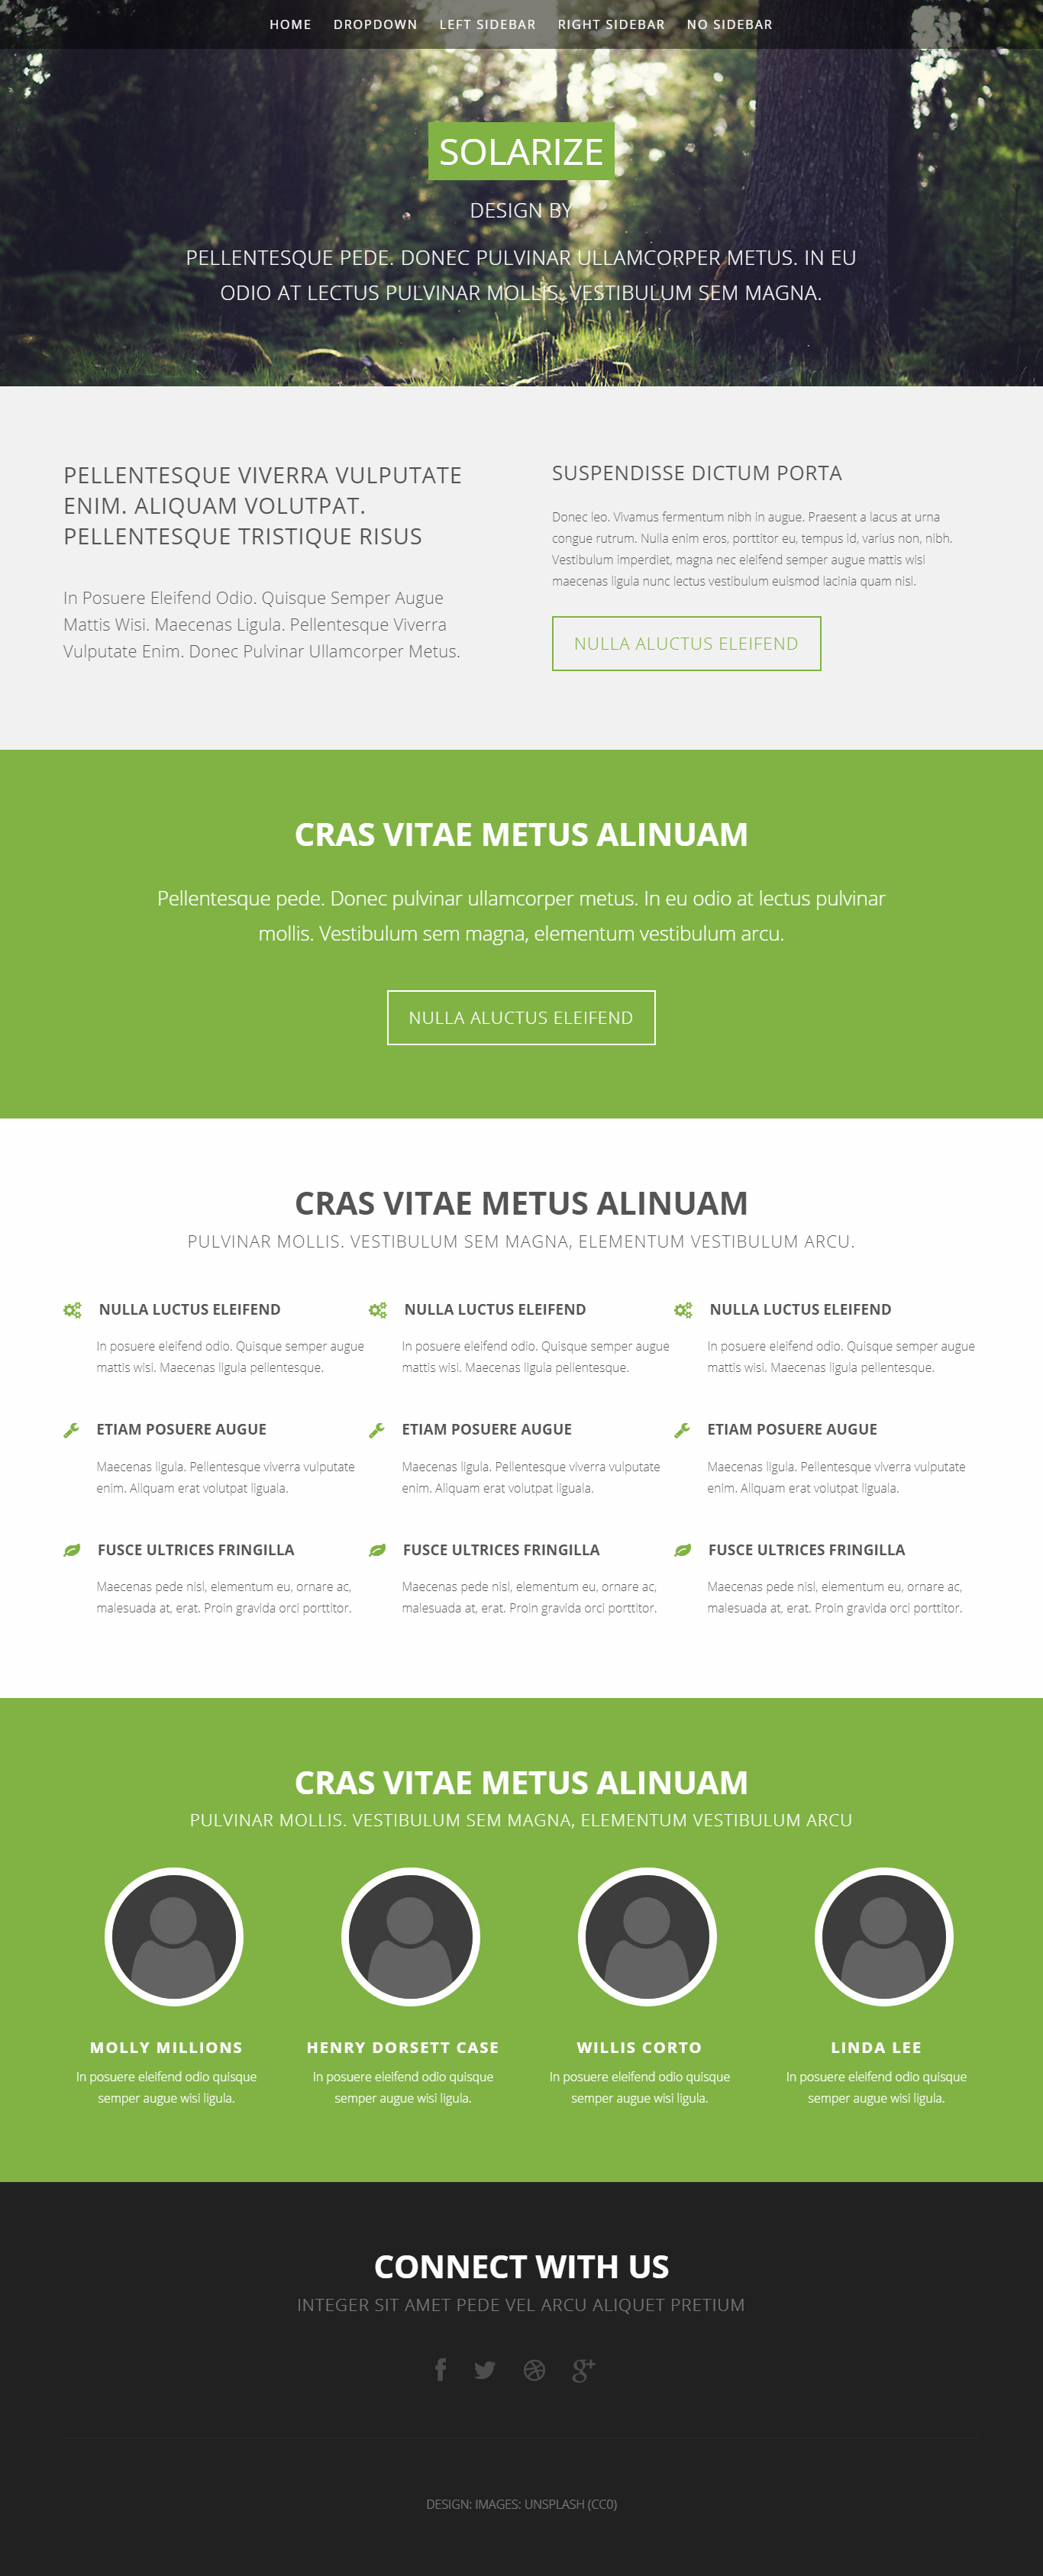 HOME DROPDOWN LEFT SIDEBAR RIGHT SIDEBAR NO SIDEBAR
SOLARIZE
DESIGN BY
PELLENTESQUE PEDE. DONEC PULVINAR ULLAMCORPER METUS. IN EU
ODIO AT LECTUS PULVINAR MOLLIS. VESTIBULUM SEM MAGNA.
PELLENTESQUE VIVERRA VULPUTATE
ENIM. ALIQUAM VOLUTPAT.
PELLENTESQUE TRISTIQUE RISUS
In Posuere Eleifend Odio. Quisque Semper Augue
Mattis Wisi. Maecenas Ligula. Pellentesque Viverra
Vulputate Enim. Donec Pulvinar Ullamcorper Metus.
SUSPENDISSE DICTUM PORTA
Donec leo. Vivamus fermentum nibh in augue. Praesent a lacus at urna
congue rutrum. Nulla enim eros, porttitor eu, tempus id, varius non, nibh.
Vestibulum imperdiet, magna nec eleifend semper augue mattis wisi
maecenas ligula nunc lectus vestibulum euismod lacinia quam nisl.
NULLA ALUCTUS ELEIFEND
CRAS VITAE METUS ALINUAM
Pellentesque pede. Donec pulvinar ullamcorper metus. In eu odio at lectus pulvinar
mollis. Vestibulum sem magna, elementum vestibulum arcu.
NULLA ALUCTUS ELEIFEND
CRAS VITAE METUS ALINUAM
PULVINAR MOLLIS. VESTIBULUM SEM MAGNA, ELEMENTUM VESTIBULUM ARCU.
NULLA LUCTUS ELEIFEND
In posuere eleifend odio. Quisque semper augue
mattis wisi. Maecenas ligula pellentesque.
ETIAM POSUERE AUGUE
Maecenas ligula. Pellentesque viverra vulputate
enim. Aliquam erat volutpat liguala.
FUSCE ULTRICES FRINGILLA
Maecenas pede nisl, elementum eu, ornare ac,
malesuada at, erat. Proin gravida orci porttitor.
NULLA LUCTUS ELEIFEND
In posuere eleifend odio. Quisque semper augue
mattis wisi. Maecenas ligula pellentesque.
ETIAM POSUERE AUGUE
Maecenas ligula. Pellentesque viverra vulputate
enim. Aliquam erat volutpat liguala.
FUSCE ULTRICES FRINGILLA
Maecenas pede nisl, elementum eu, ornare ac,
malesuada at, erat. Proin gravida orci porttitor.
NULLA LUCTUS ELEIFEND
In posuere eleifend odio. Quisque semper augue
mattis wisi. Maecenas ligula pellentesque.
ETIAM POSUERE AUGUE
Maecenas ligula. Pellentesque viverra vulputate
enim. Aliquam erat volutpat liguala.
FUSCE ULTRICES FRINGILLA
Maecenas pede nisl, elementum eu, ornare ac,
malesuada at, erat. Proin gravida orci porttitor.
CRAS VITAE METUS ALINUAM
PULVINAR MOLLIS. VESTIBULUM SEM MAGNA, ELEMENTUM VESTIBULUM ARCU
MOLLY MILLIONS
In posuere eleifend odio quisque
semper augue wisi ligula.
HENRY DORSETT CASE
In posuere eleifend odio quisque
semper augue wisi ligula.
WILLIS CORTO
In posuere eleifend odio quisque
semper augue wisi ligula.
LINDA LEE
In posuere eleifend odio quisque
semper augue wisi ligula.
CONNECT WITH US
INTEGER SIT AMET PEDE VEL ARCU ALIQUET PRETIUM
DESIGN: IMAGES: UNSPLASH (CC0)